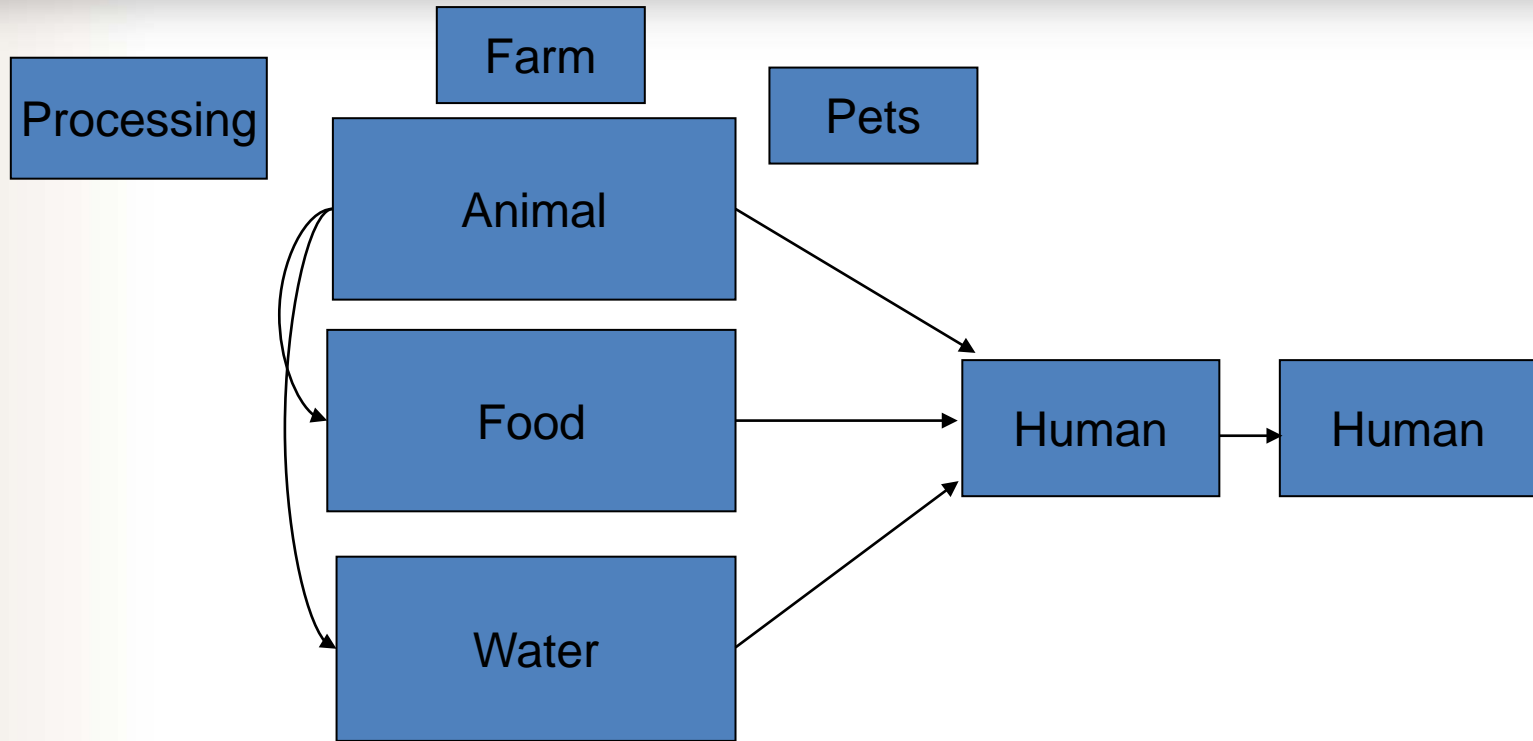 Farm
Processing
Pets
Animal
Food
Human
Human
Water